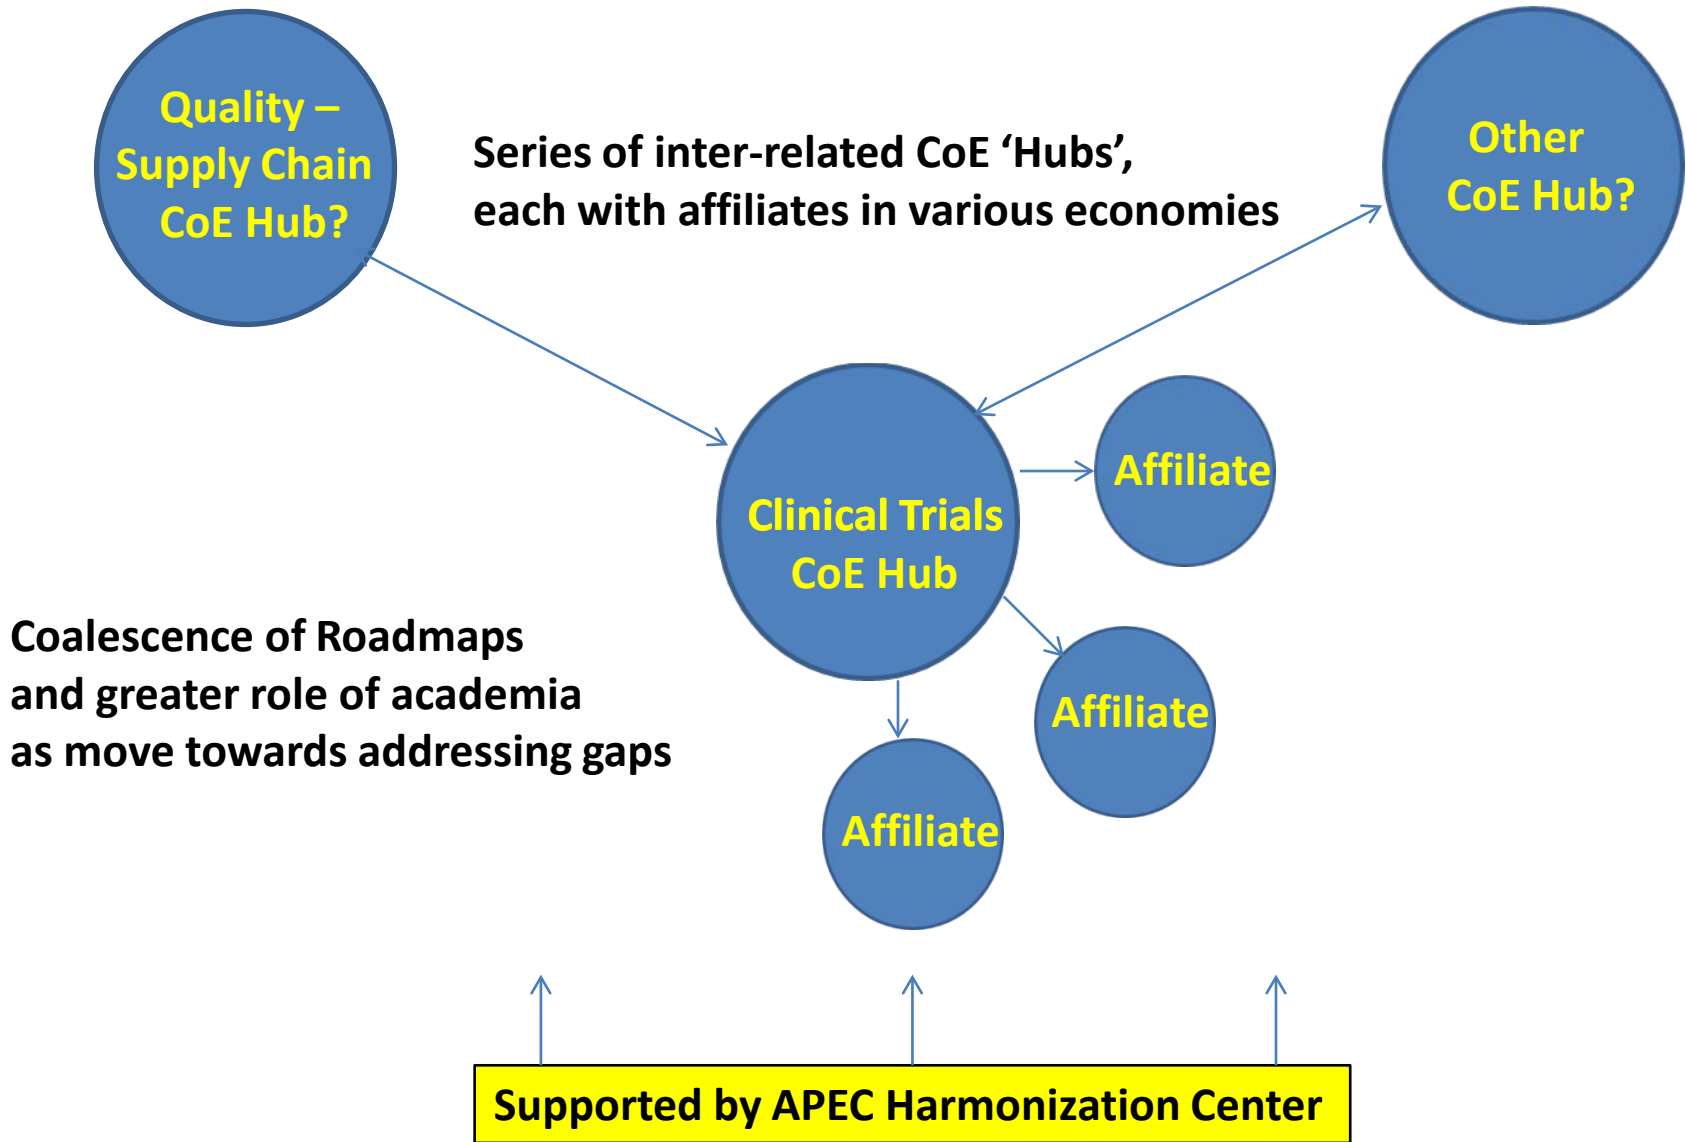 Quality –
Supply Chain
CoE Hub?
Series of inter-related CoE ‘Hubs’,
each with affiliates in various economies
Other
CoE Hub?
Clinical Trials
CoE Hub
Affiliate
Affiliate
Affiliate
Coalescence of Roadmaps
and greater role of academia
as move towards addressing gaps
Supported by APEC Harmonization Center